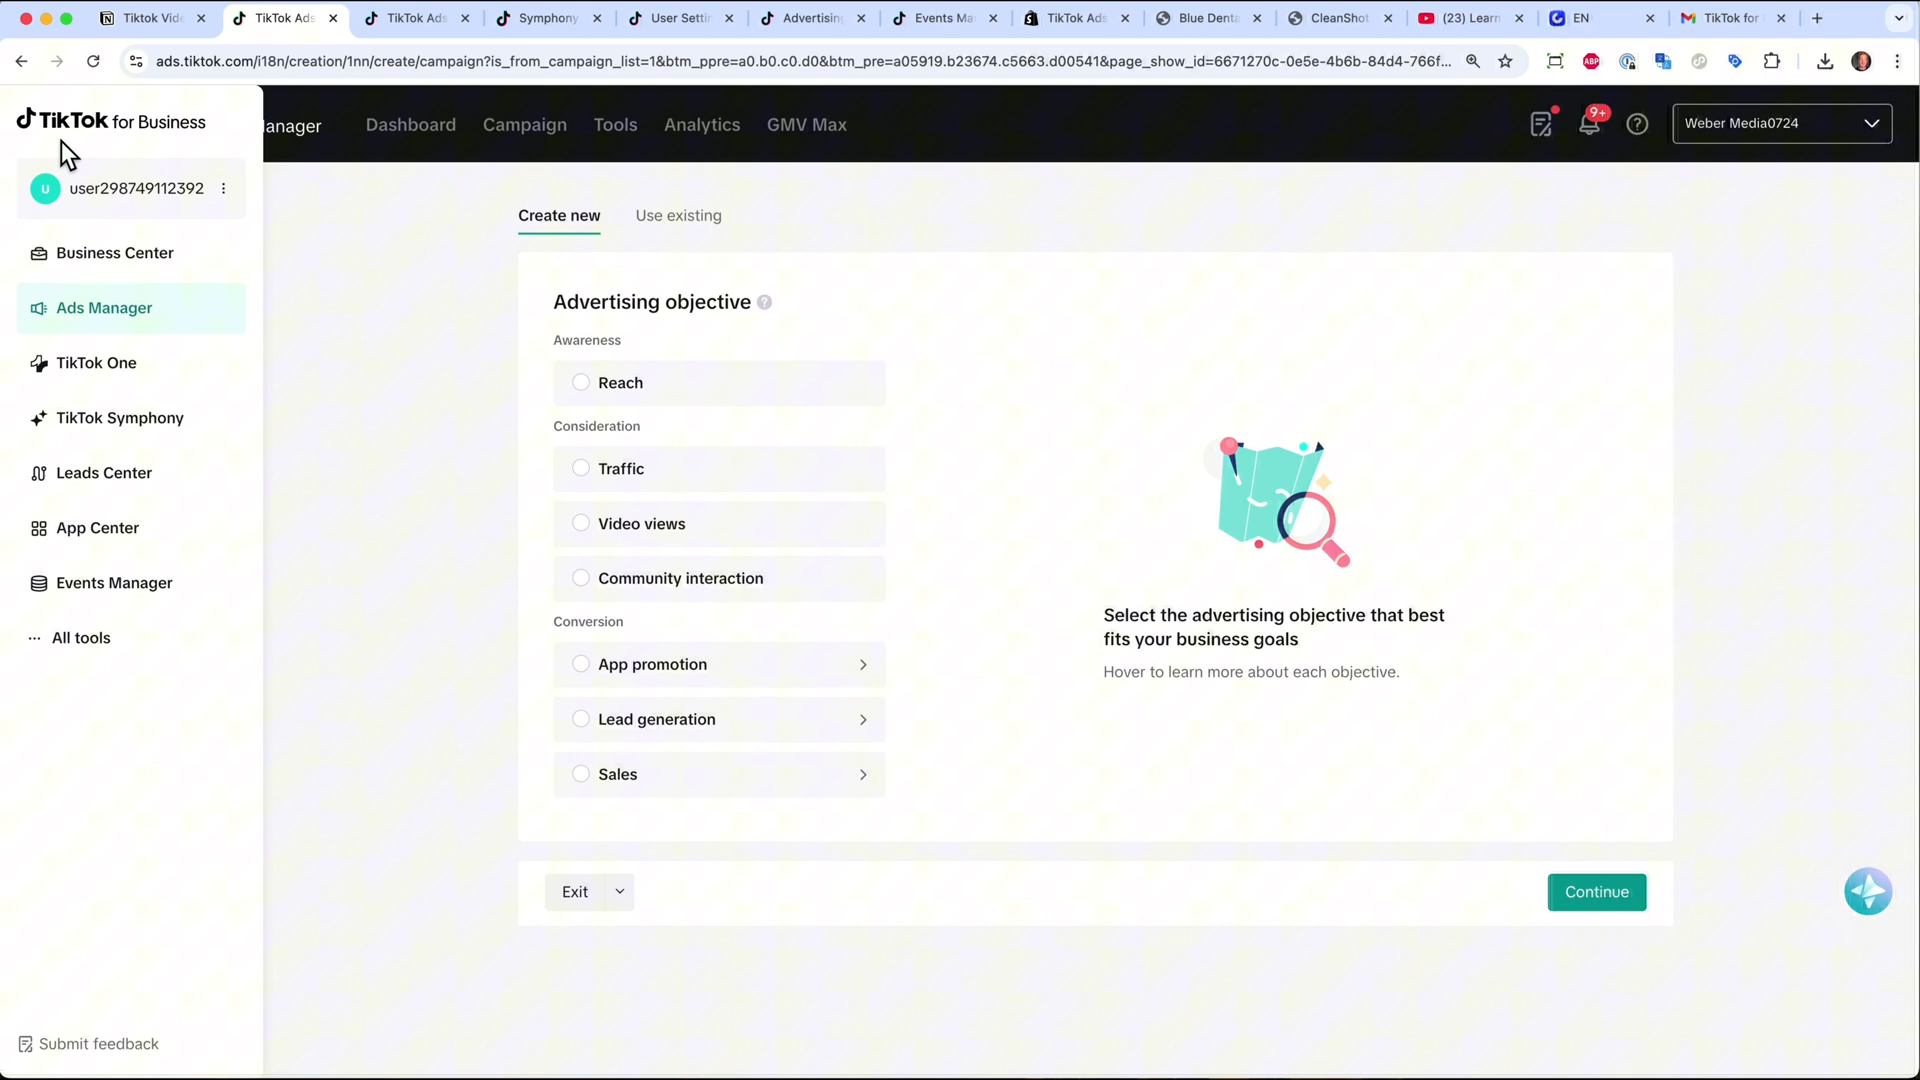 Tiktok Vid
TikTok Ads
TikTok Ads
Symphony
User Setti
Advertising
Events Ma
TikTok Ads
Blue Denta
CleanShot
(23) Learn
EN
TikTok for
ads.tiktok.com/i18n/creation/1nn/create/campaign?is_from_campaign_list=1&btm_ppre=a0.b0.c0.d0&btm_pre=a05919.b23674.c5663.d00541&page_show_id=6671270c-0e5e-4b6b-84d4-766f...
ABP
TikTok for Business
anager
Dashboard
Campaign
Tools
Analytics
GMV Max
9+
Weber Media0724
U
user298749112392
Business Center
Ads Manager
TikTok One
TikTok Symphony
Leads Center
App Center
Events Manager
All tools
Submit feedback
Create new
Use existing
Advertising objective
Awareness
Reach
Consideration
Traffic
Video views
Community interaction
Conversion
App promotion
Lead generation
Sales
Select the advertising objective that best
fits your business goals
Hover to learn more about each objective.
Exit
Continue